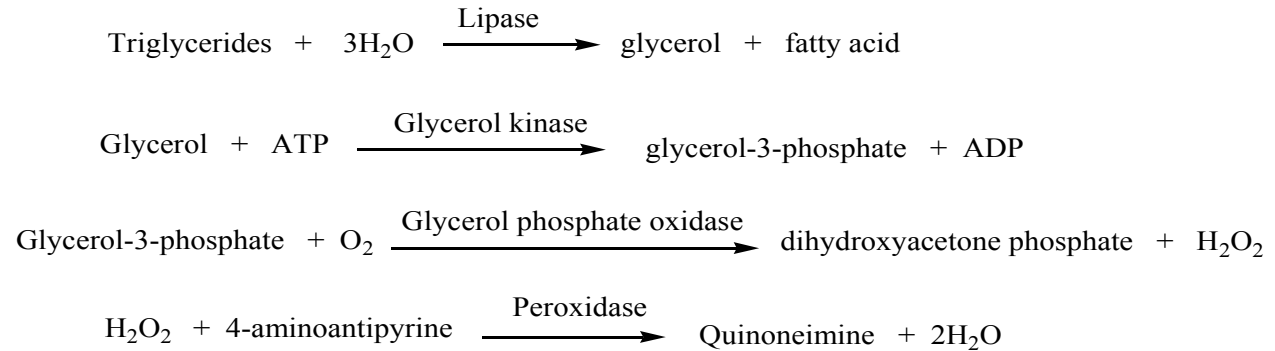 Lipase
Triglycerides + 3H₂O → glycerol + fatty acid
Glycerol kinase
Glycerol + ATP → glycerol-3-phosphate + ADP
Glycerol phosphate oxidase
Glycerol-3-phosphate + O₂ → dihydroxyacetone phosphate + H₂O₂
Peroxidase
H₂O₂ + 4-aminoantipyrine → Quinoneimine + 2H₂O